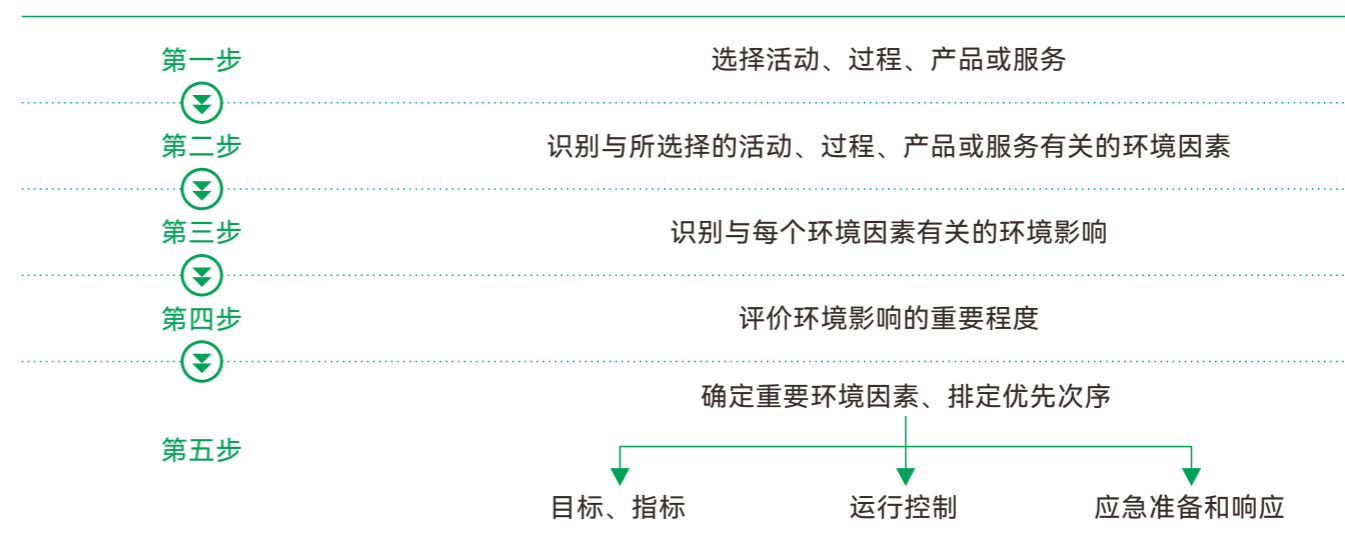 第一步
选择活动、过程、产品或服务
第二步
识别与所选择的活动、过程、产品或服务有关的环境因素
第三步
识别与每个环境因素有关的环境影响
第四步
评价环境影响的重要程度
第五步
确定重要环境因素、排定优先次序
目标、指标
运行控制
应急准备和响应